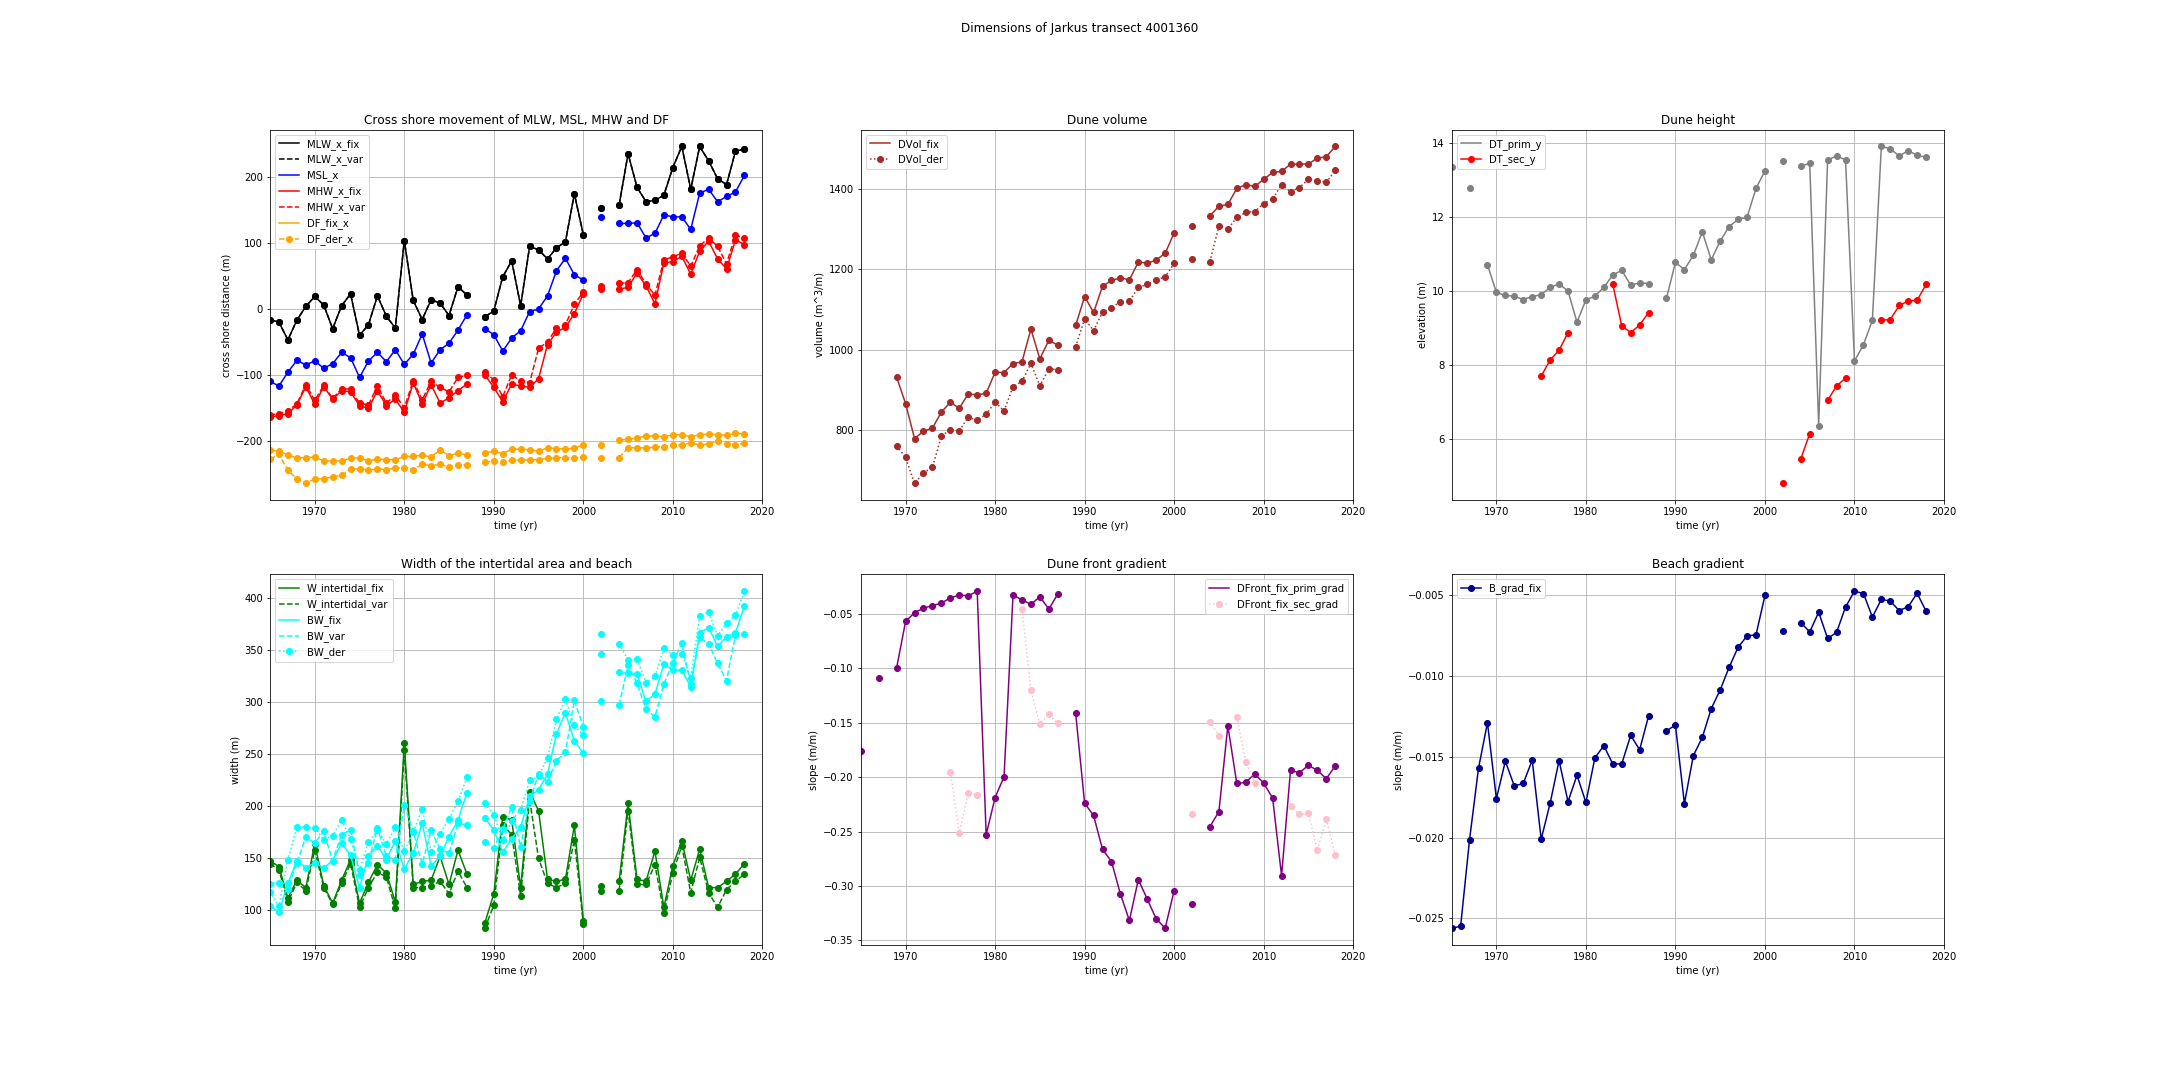 Dimensions of Jarkus transect 4001360
Cross shore movement of MLW, MSL, MHW and DF
MLW_x_fix
MLW_x_var
MSL_x
MHW_x_fix
MHW_x_var
DF_fix_x
DF_der_x
cross shore distance (m)
200
100
0
−100
−200
1970
1980
1990
2000
2010
2020
time (yr)
Dune volume
DVol_fix
DVol_der
volume (m^3/m)
1400
1200
1000
800
1970
1980
1990
2000
2010
2020
time (yr)
Dune height
DT_prim_y
DT_sec_y
elevation (m)
14
12
10
8
6
1970
1980
1990
2000
2010
2020
time (yr)
Width of the intertidal area and beach
W_intertidal_fix
W_intertidal_var
BW_fix
BW_var
BW_der
width (m)
400
350
300
250
200
150
100
1970
1980
1990
2000
2010
2020
time (yr)
Dune front gradient
DFront_fix_prim_grad
DFront_fix_sec_grad
slope (m/m)
−0.05
−0.10
−0.15
−0.20
−0.25
−0.30
−0.35
1970
1980
1990
2000
2010
2020
time (yr)
Beach gradient
B_grad_fix
slope (m/m)
−0.005
−0.010
−0.015
−0.020
−0.025
1970
1980
1990
2000
2010
2020
time (yr)